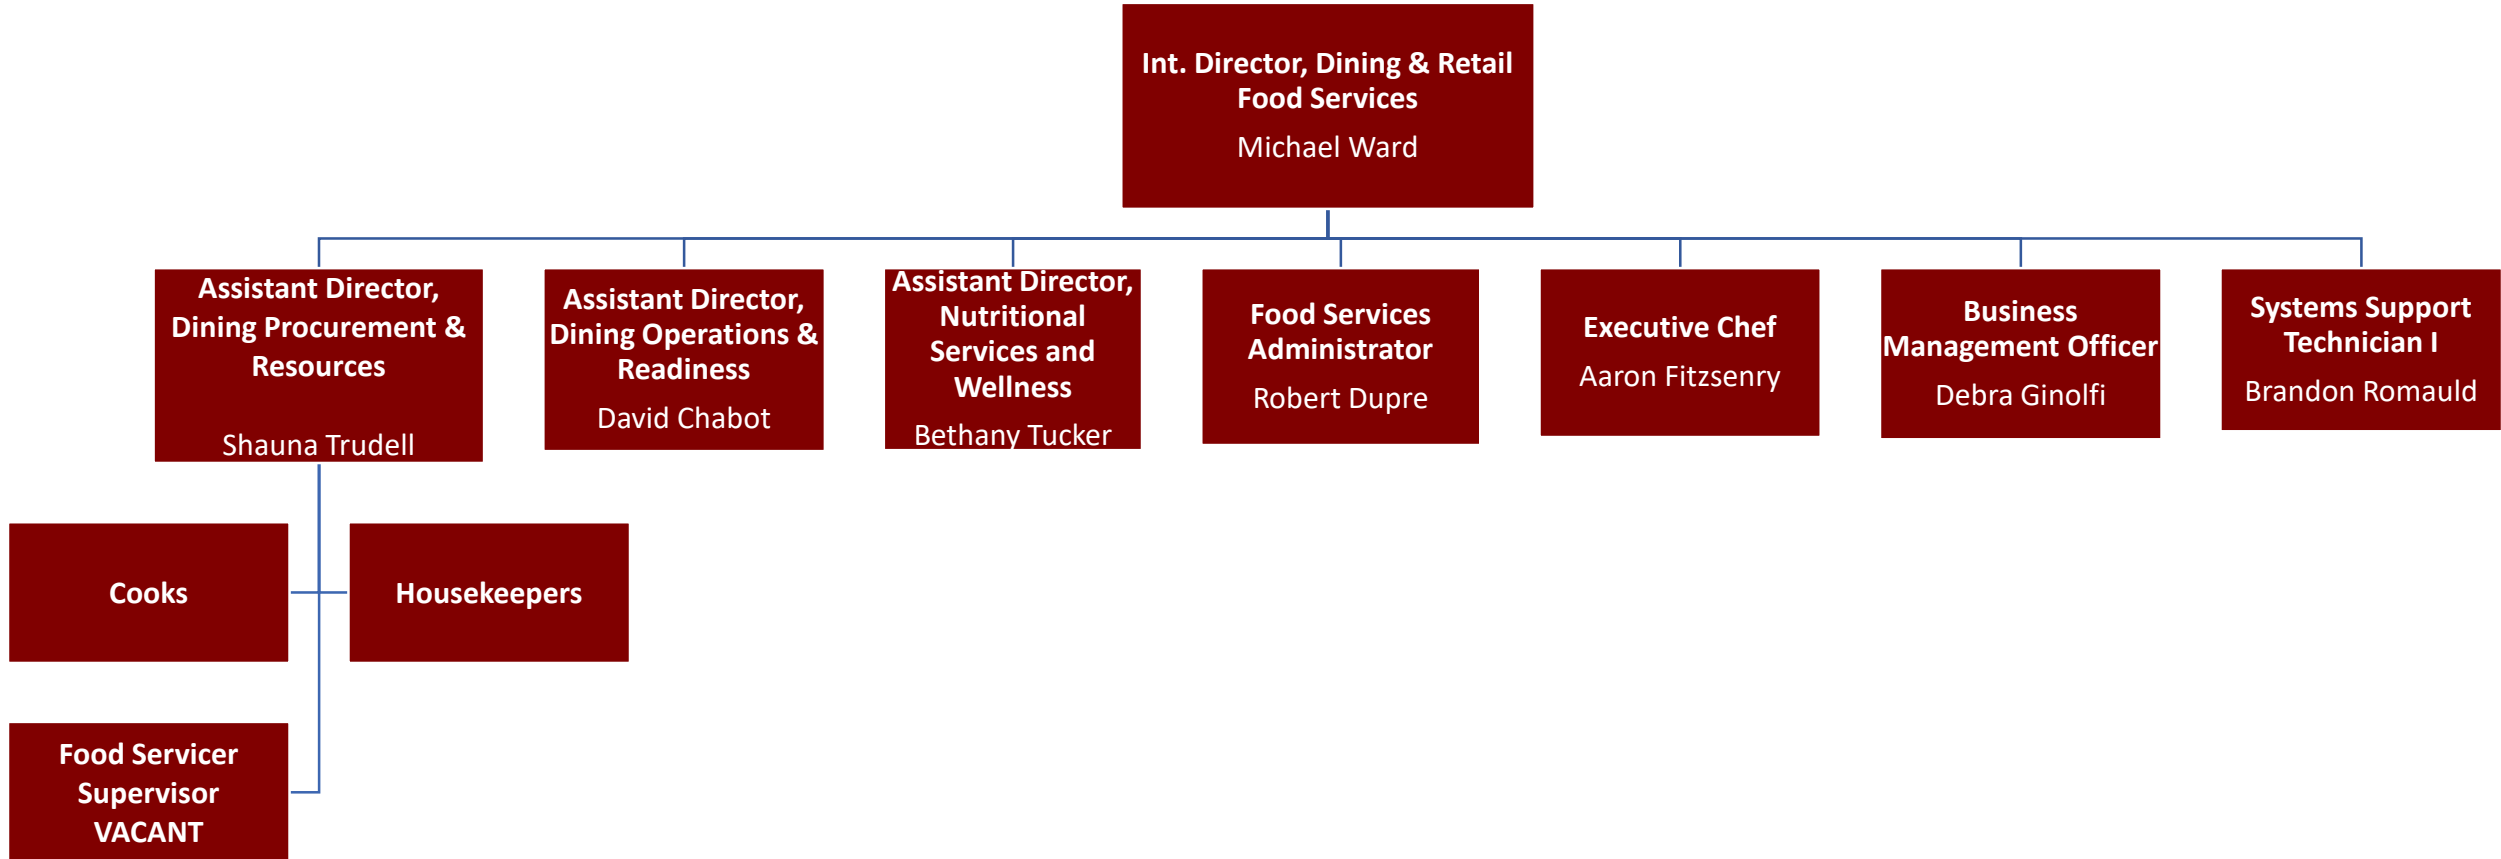 Int. Director, Dining & Retail
Food Services
Michael Ward
Assistant Director,
Dining Procurement &
Resources
Shauna Trudell
Assistant Director,
Dining Operations &
Readiness
David Chabot
Assistant Director,
Nutritional
Services and
Wellness
Bethany Tucker
Food Services
Administrator
Robert Dupre
Executive Chef
Aaron Fitzsenry
Business
Management Officer
Debra Ginolfi
Systems Support
Technician I
Brandon Romauld
Cooks
Housekeepers
Food Servicer
Supervisor
VACANT